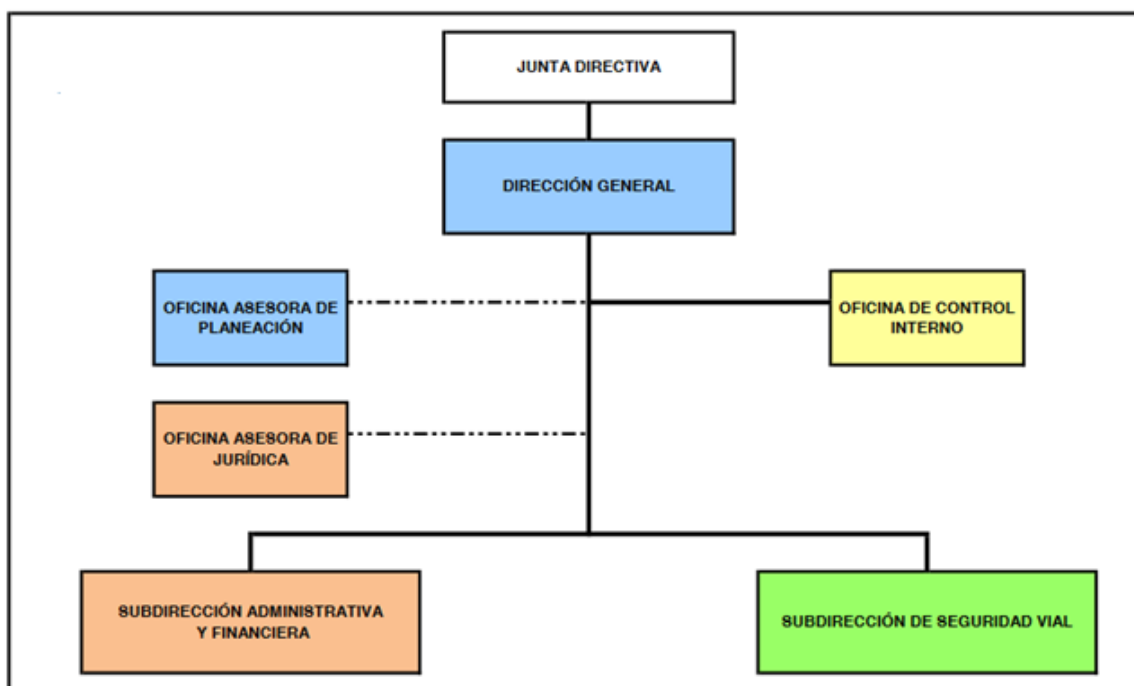 JUNTA DIRECTIVA
DIRECCIÓN GENERAL
OFICINA ASESORA DE
PLANEACIÓN
OFICINA DE CONTROL
INTERNO
OFICINA ASESORA DE
JURÍDICA
SUBDIRECCIÓN ADMINISTRATIVA
Y FINANCIERA
SUBDIRECCIÓN DE SEGURIDAD VIAL